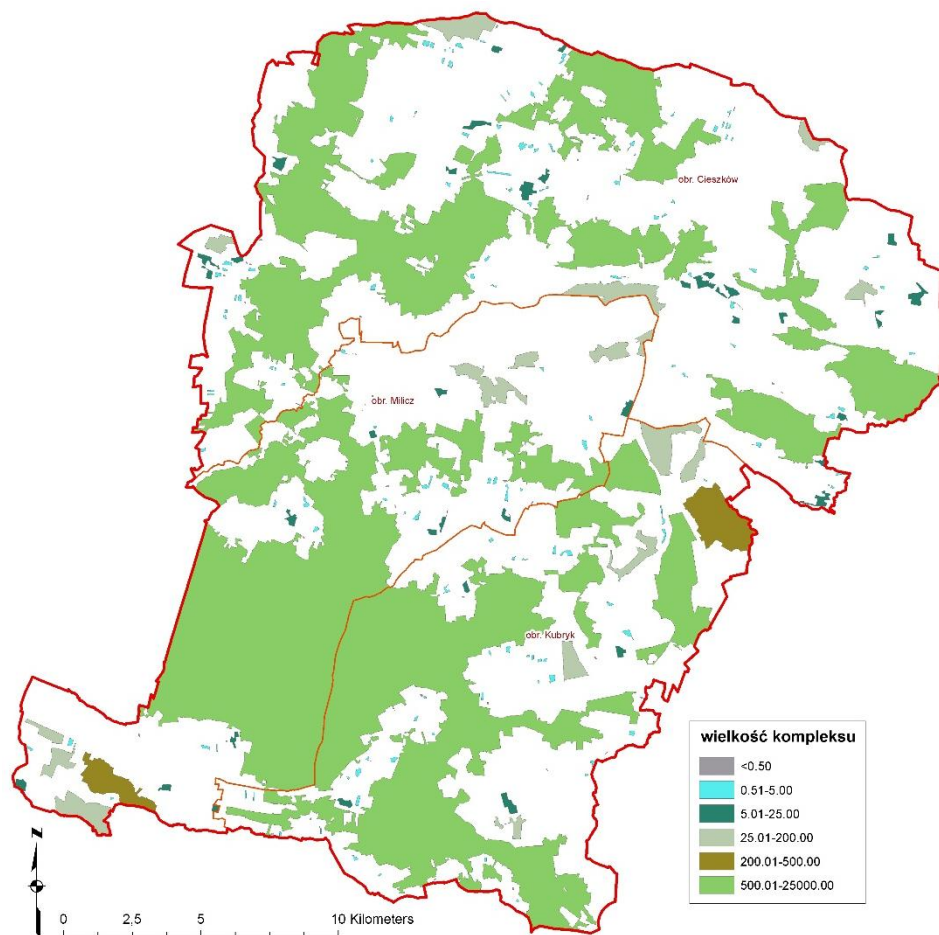 obr. Cieszków
obr. Milicz
obr. Kubryk
wielkość kompleksu
<0.50
0.51-5.00
5.01-25.00
25.01-200.00
200.01-500.00
500.01-25000.00
N
0 2,5 5 10 Kilometers